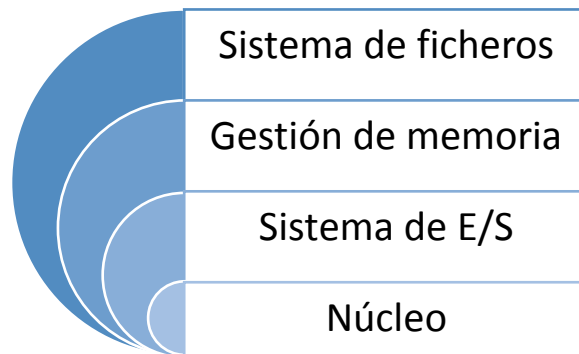 Sistema de ficheros
Gestión de memoria
Sistema de E/S
Núcleo